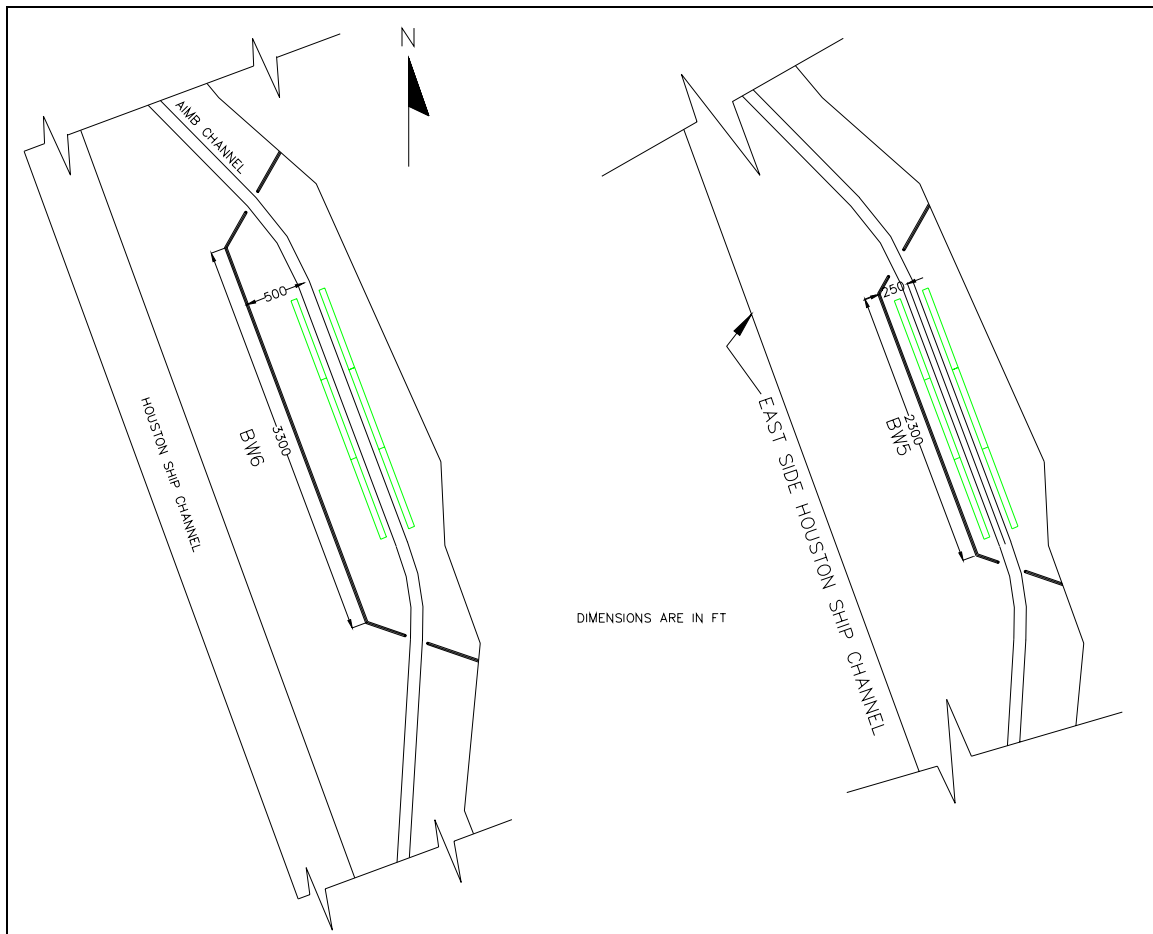 N
AIMB CHANNEL
500
3300
BW6
HOUSTON SHIP CHANNEL
250
2300
BW5
EAST SIDE HOUSTON SHIP CHANNEL
DIMENSIONS ARE IN FT